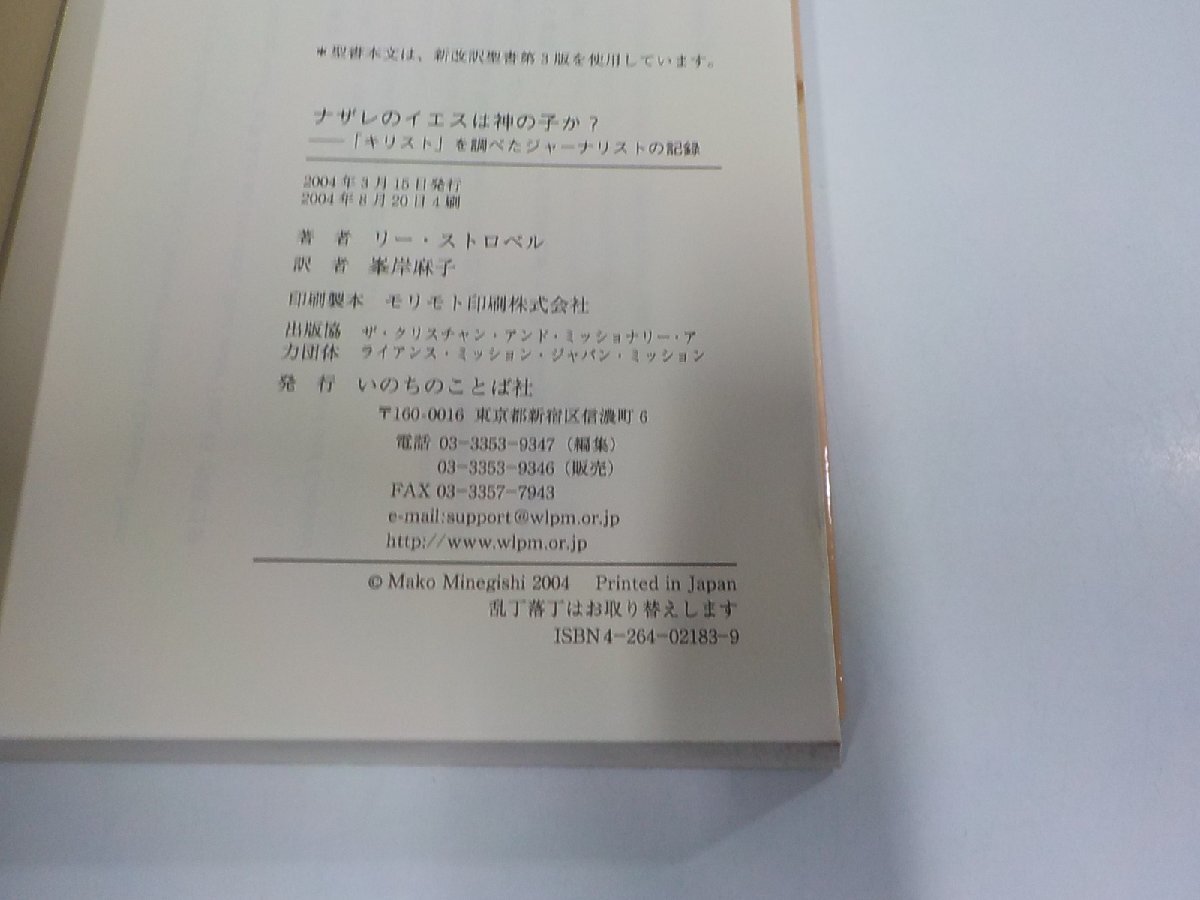 *聖書本文は、新改訳聖書第3版を使用しています。
ナザレのイエスは神の子か?
――「キリスト」を調べたジャーナリストの記録
2004年3月15日発行
2004年8月20日4刷
著 者 リー・ストロベル
訳 者 峯岸麻子
印刷製本 モリモト印刷株式会社
出版協 ザ・クリスチャン・アンド・ミッショナリー・ア
力団体 ライアンス・ミッション・ジャパン・ミッション
発 行 いのちのことば社
〒160-0016 東京都新宿区信濃町6
電話 03-3353-9347(編集)
03-3353-9346(販売)
FAX 03-3357-7943
e-mail:support@wlpm.or.jp
http://www.wlpm.or.jp
© Mako Minegishi 2004 Printed in Japan
乱丁落丁はお取り替えします
ISBN4-264-02183-9